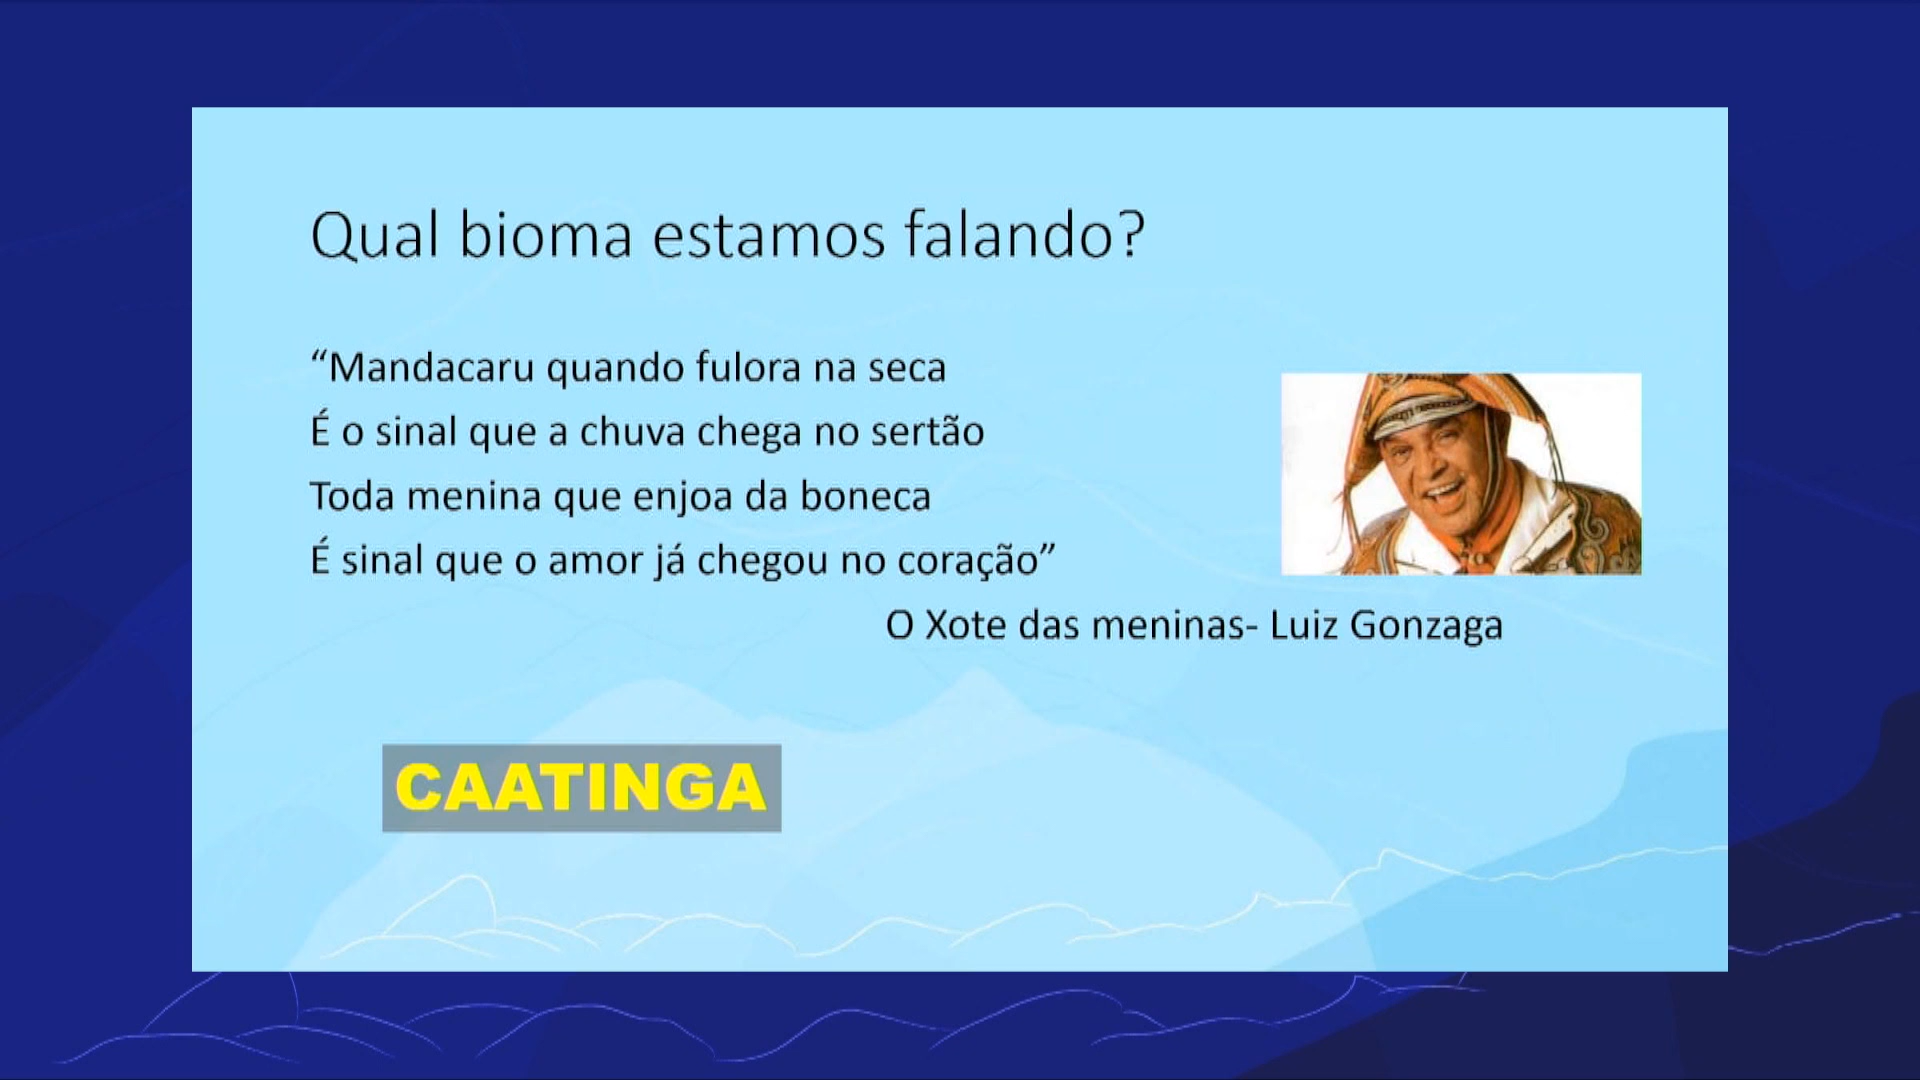 Qual bioma estamos falando?
“Mandacaru quando fulora na seca
É o sinal que a chuva chega no sertão
Toda menina que enjoa da boneca
É sinal que o amor já chegou no coração”
O Xote das meninas- Luiz Gonzaga
CAATINGA